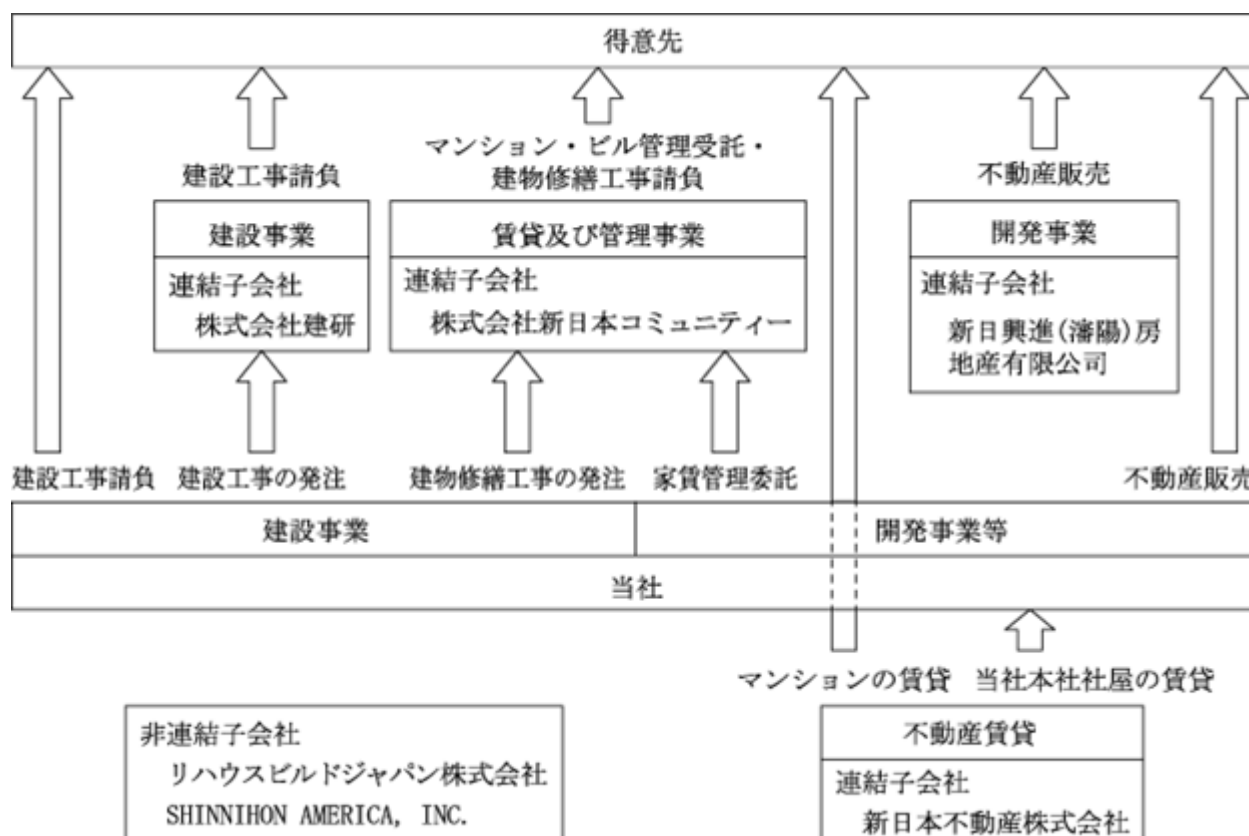 得意先
マンション・ビル管理受託・
建物修繕工事請負
建設工事請負
不動産販売
建設事業
連結子会社
株式会社建研
賃貸及び管理事業
連結子会社
株式会社新日本コミュニティー
開発事業
連結子会社
新日興進(瀋陽)房
地産有限公司
建設工事請負
建設工事の発注
建物修繕工事の発注
家賃管理委託
不動産販売
建設事業
開発事業等
当社
マンションの賃貸
当社本社社屋の賃貸
非連結子会社
リハウスビルドジャパン株式会社
SHINNIHON AMERICA, INC.
不動産賃貸
連結子会社
新日本不動産株式会社